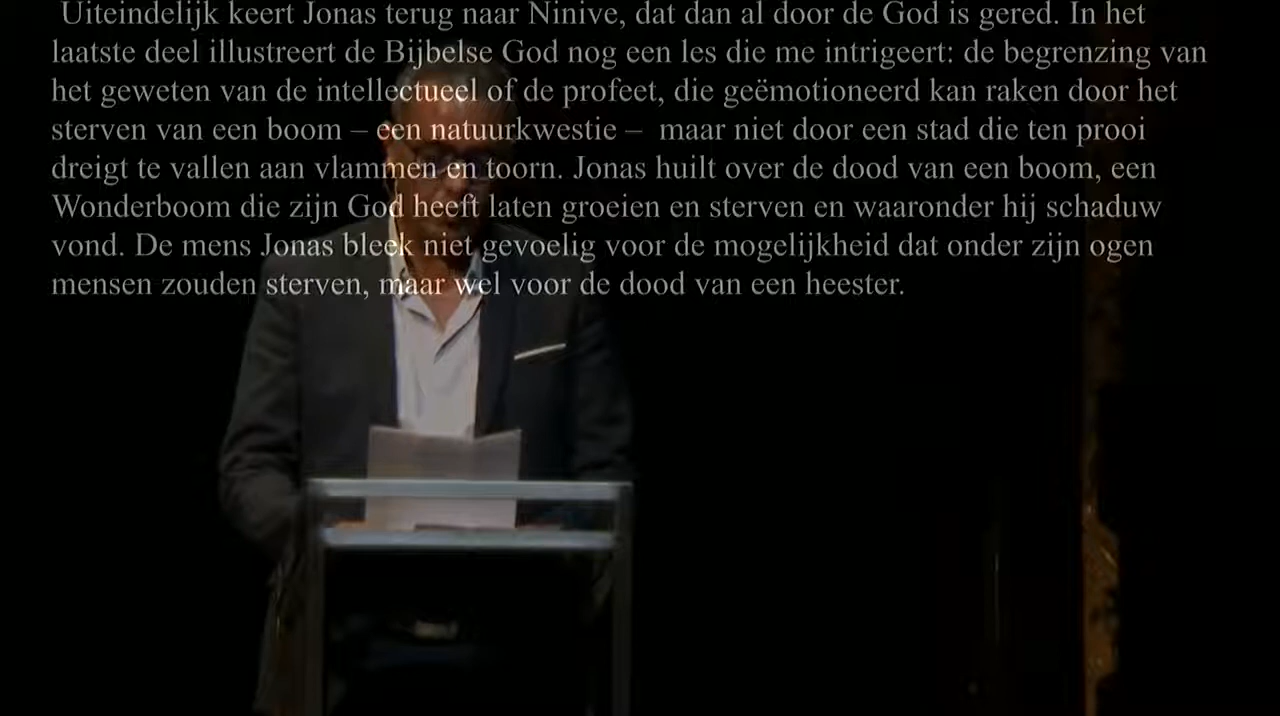 Uiteindelijk keert Jonas terug naar Ninive, dat dan al door de God is gered. In het
laatste deel illustreert de Bijbelse God nog een les die me intrigeert: de begrenzing van
het geweten van de intellectueel of de profeet, die geëmotioneerd kan raken door het
sterven van een boom – een natuurkwestie – maar niet door een stad die ten prooi
dreigt te vallen aan vlammen en toorn. Jonas huilt over de dood van een boom, een
Wonderboom die zijn God heeft laten groeien en sterven en waaronder hij schaduw
vond. De mens Jonas bleek niet gevoelig voor de mogelijkheid dat onder zijn ogen
mensen zouden sterven, maar wel voor de dood van een heester.